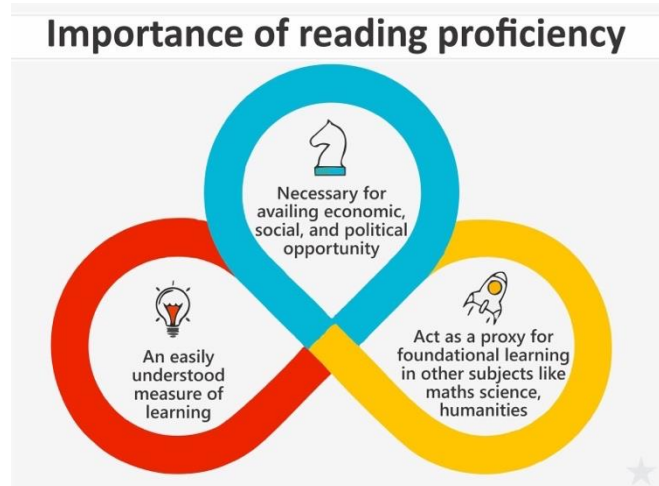 Importance of reading proficiency
Necessary for
availing economic,
social, and political
opportunity
An easily
understood
measure of
learning
Act as a proxy for
foundational learning
in other subjects like
maths science,
humanities